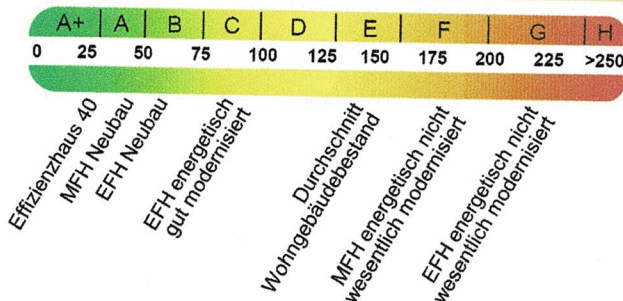 A+ | A | B | C | D | E | F | G | H
0 25 50 75 100 125 150 175 200 225 >250
Effizienzhaus 40
MFH Neubau
EFH Neubau
EFH energetisch
gut modernisiert
Durchschnitt
Wohngebäudebestand
MFH energetisch nicht
wesentlich modernisiert
EFH energetisch nicht
wesentlich modernisiert